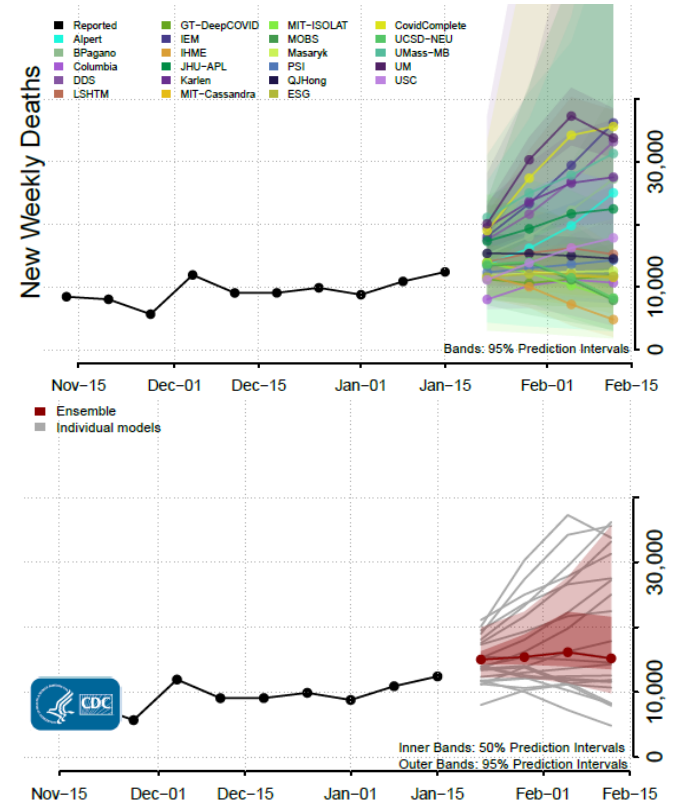 Reported
Alpert
BPagano
Columbia
DDS
LSHTM
GT−DeepCOVID
IEM
IHME
JHU−APL
Karlen
MIT−Cassandra
MIT−ISOLAT
MOBS
Masaryk
PSI
QJHong
ESG
CovidComplete
UCSD−NEU
UMass−MB
UM
USC
New Weekly Deaths
30,000
10,000
0
Bands: 95% Prediction Intervals
Nov−15 Dec−01 Dec−15 Jan−01 Jan−15 Feb−01 Feb−15
Ensemble
Individual models
30,000
10,000
0
CDC
Inner Bands: 50% Prediction Intervals
Outer Bands: 95% Prediction Intervals
Nov−15 Dec−01 Dec−15 Jan−01 Jan−15 Feb−01 Feb−15